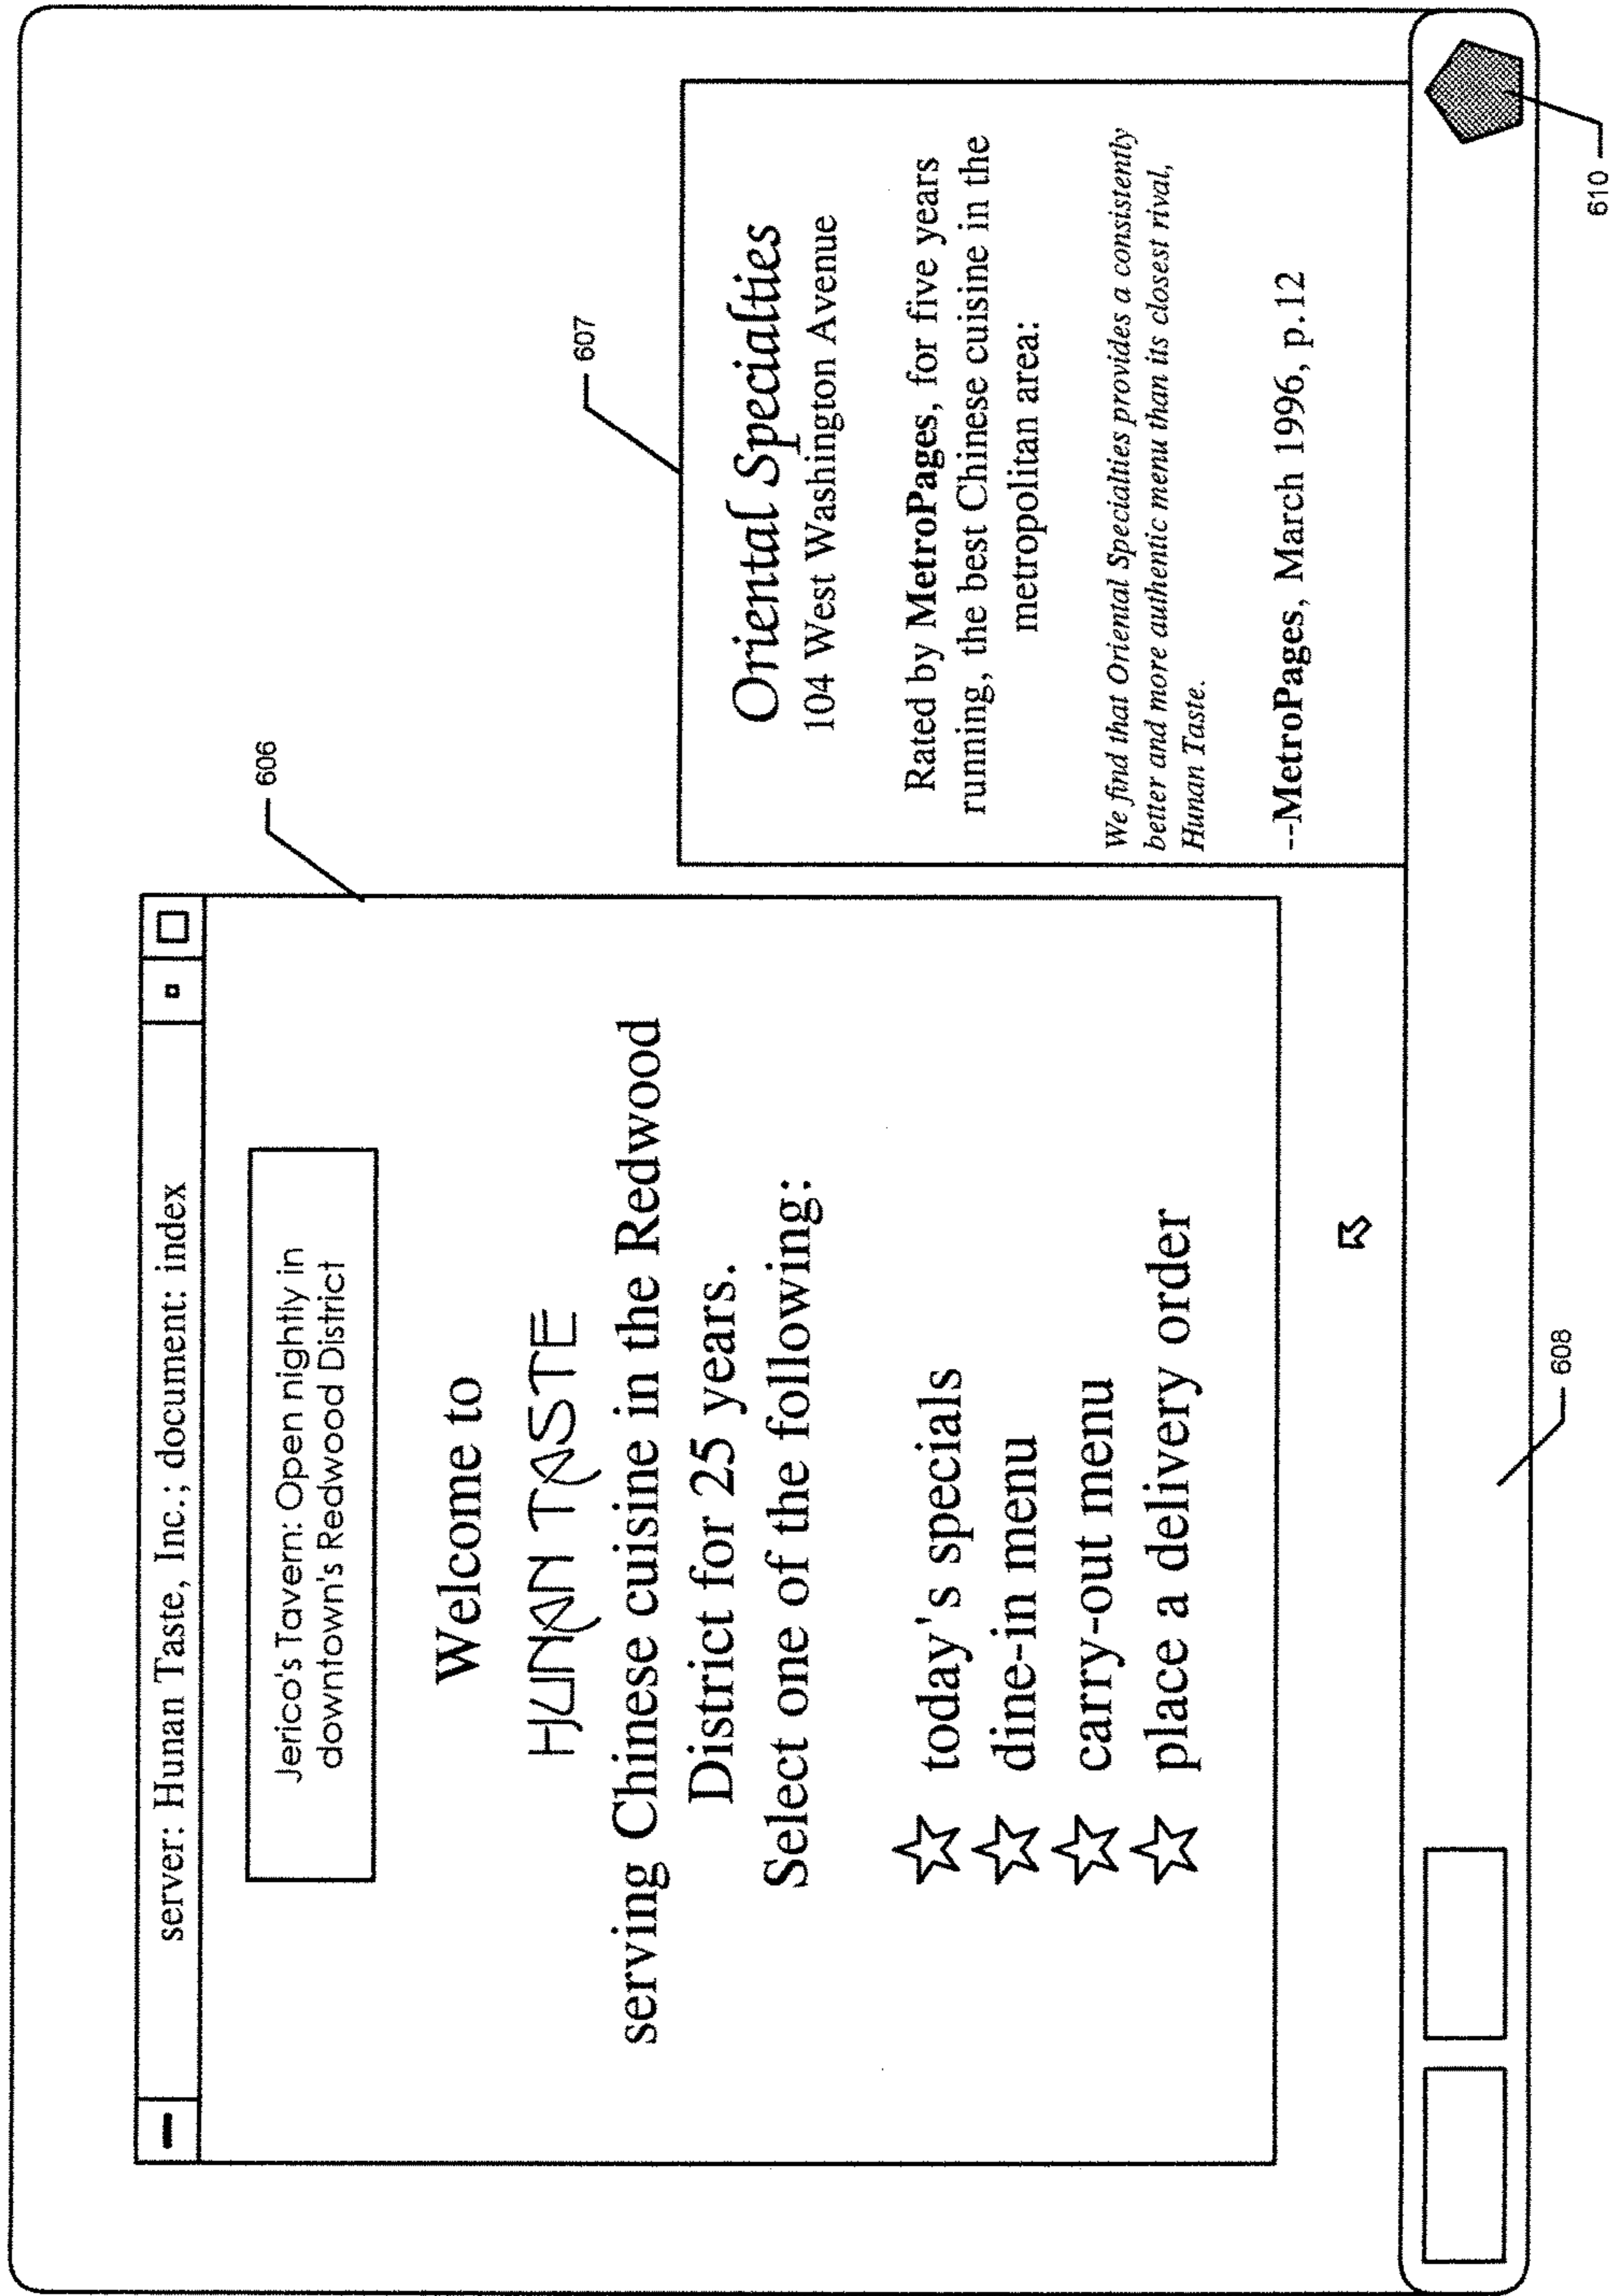 server: Hunan Taste, Inc.; document: index
Jerico's Tavern: Open nightly in
downtown's Redwood District
Welcome to
HUNAN TASTE
serving Chinese cuisine in the Redwood
District for 25 years.
Select one of the following:
today's specials
dine-in menu
carry-out menu
place a delivery order
606
607
Oriental Specialties
104 West Washington Avenue
Rated by MetroPages, for five years
running, the best Chinese cuisine in the
metropolitan area:
We find that Oriental Specialties provides a consistently
better and more authentic menu than its closest rival,
Hunan Taste.
--MetroPages, March 1996, p.12
608
610